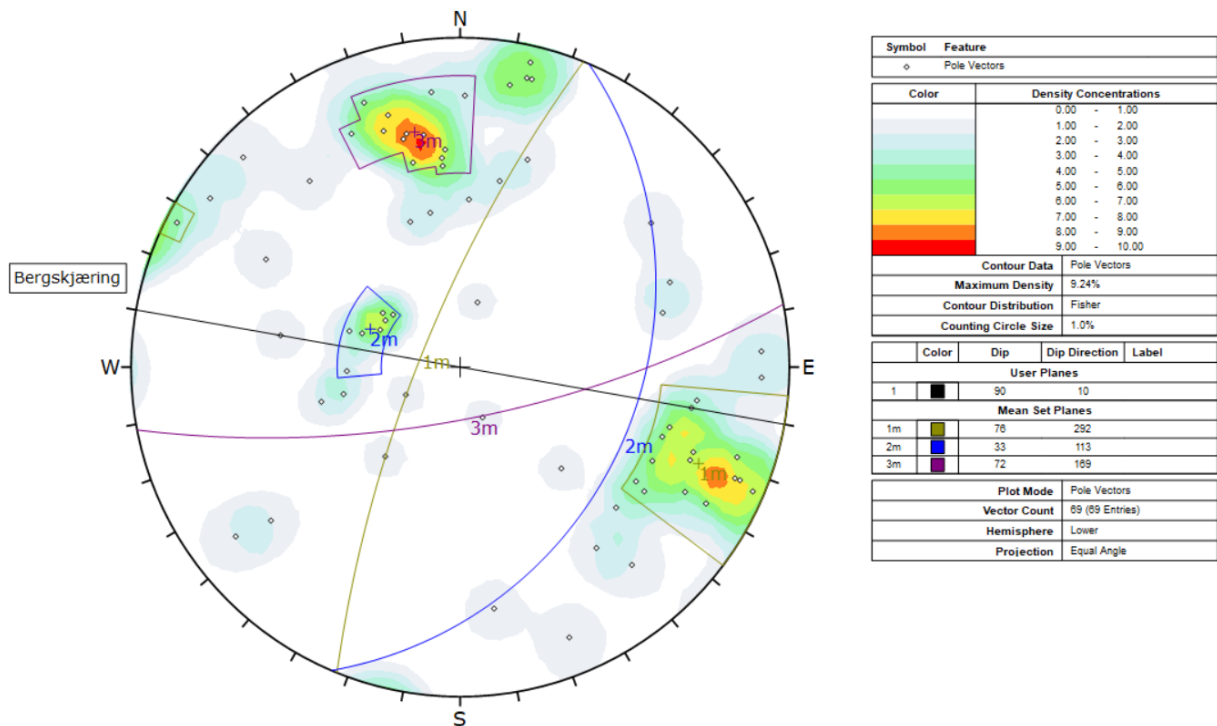 N
Bergskjæring
W
E
S
3m
2m
1m
3m
2m
1m
Symbol Feature
Pole Vectors
Color Density Concentrations
0.00 - 1.00
1.00 - 2.00
2.00 - 3.00
3.00 - 4.00
4.00 - 5.00
5.00 - 6.00
6.00 - 7.00
7.00 - 8.00
8.00 - 9.00
9.00 - 10.00
Contour Data Pole Vectors
Maximum Density 9.24%
Contour Distribution Fisher
Counting Circle Size 1.0%
Color Dip Dip Direction Label
User Planes
1 90 10
Mean Set Planes
1m 76 292
2m 33 113
3m 72 169
Plot Mode Pole Vectors
Vector Count 69 (69 Entries)
Hemisphere Lower
Projection Equal Angle